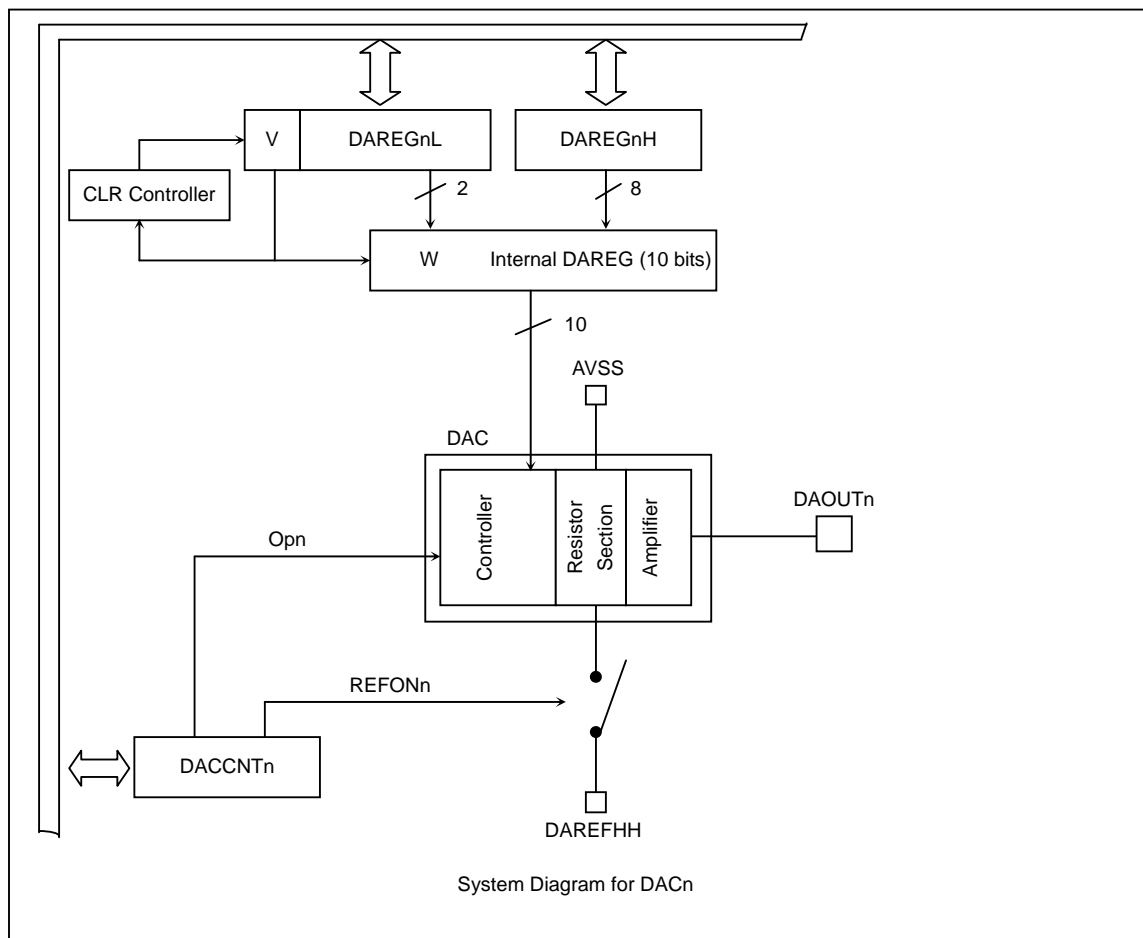 V
DAREGnL
DAREGnH
CLR Controller
2
8
W
Internal DAREG (10 bits)
10
AVSS
DAC
Controller
Resistor
Section
Amplifier
DAOUTn
Opn
REFONn
DACCNTn
DAREFHH
System Diagram for DACn